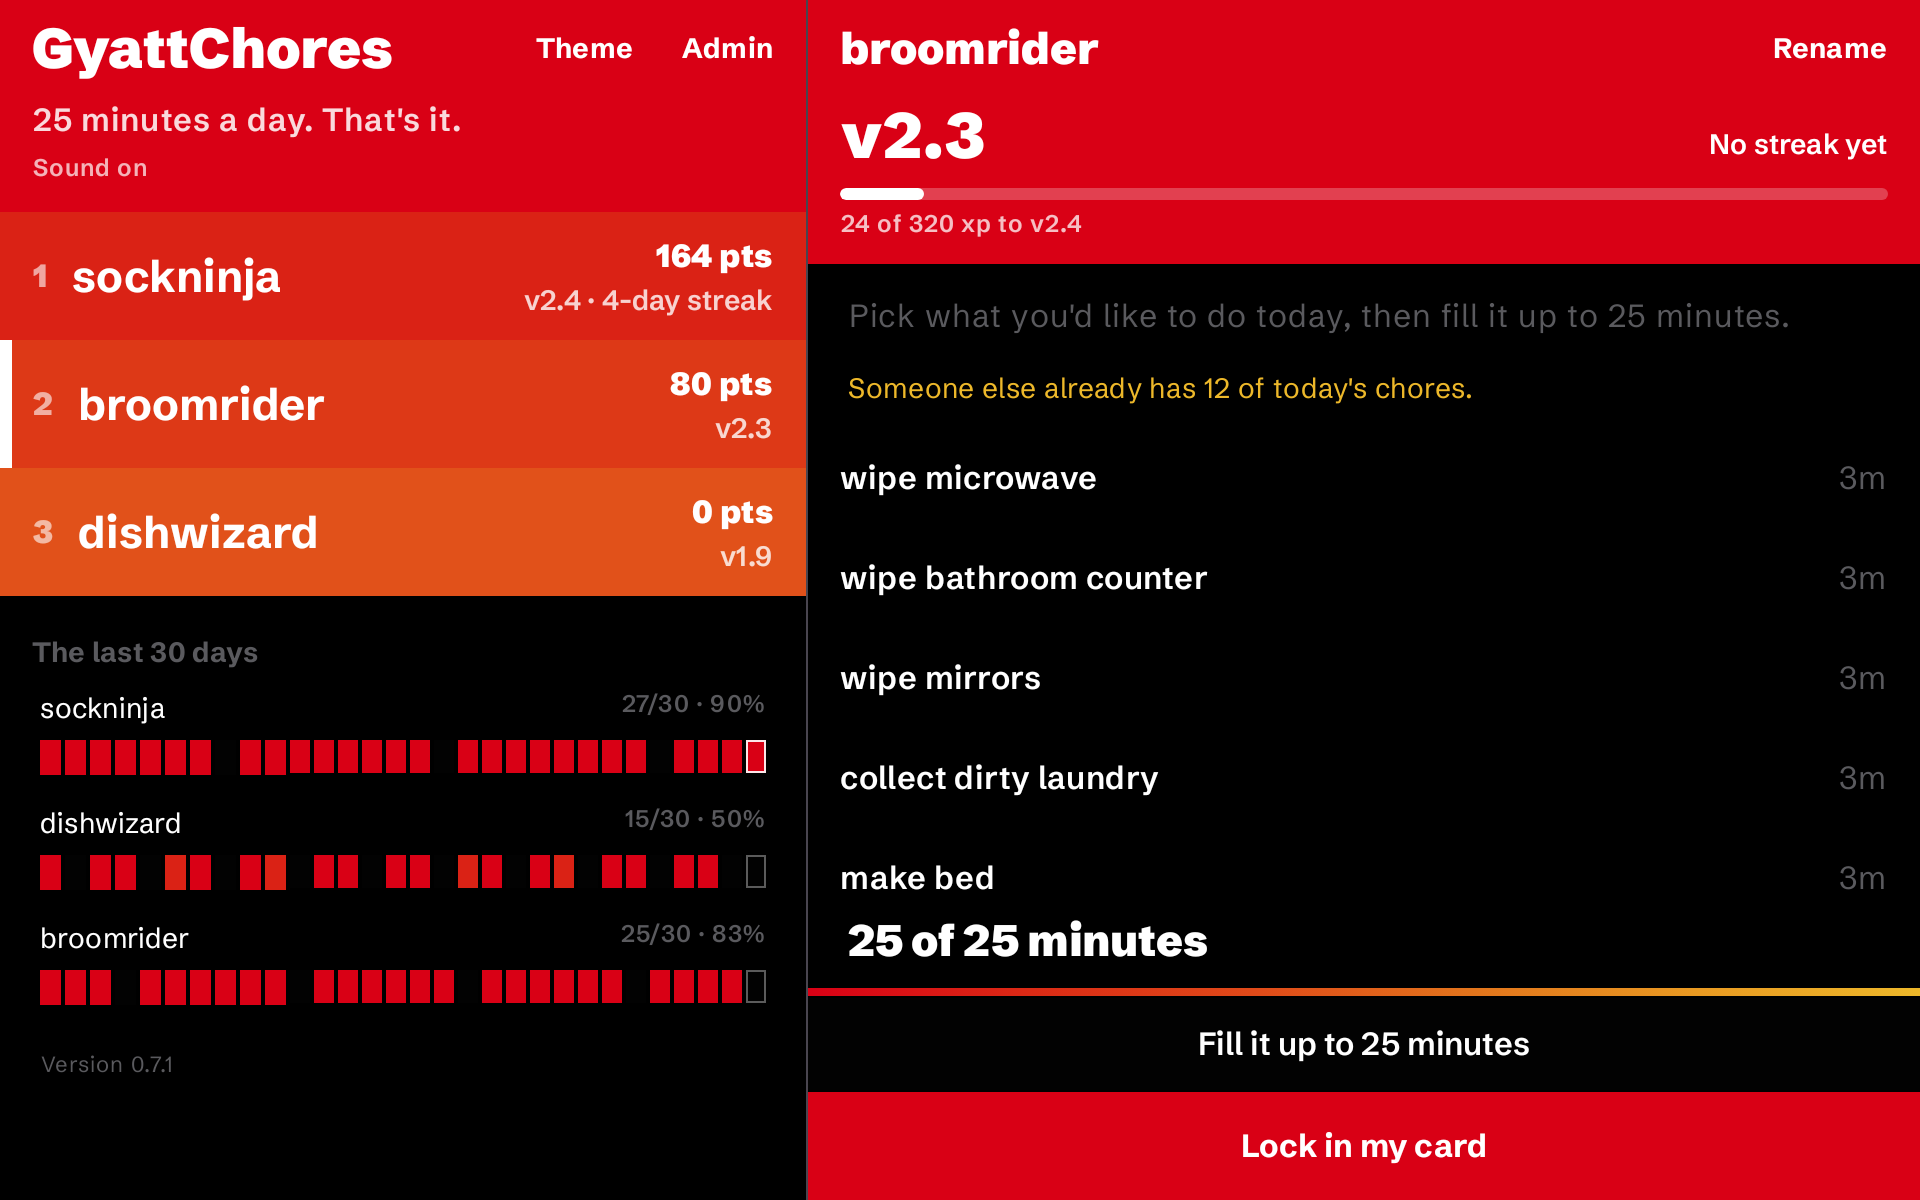 GyattChores
Theme
Admin
25 minutes a day. That's it.
Sound on
1 sockninja
164 pts
v2.4 · 4-day streak
2 broomrider
80 pts
v2.3
3 dishwizard
0 pts
v1.9
The last 30 days
sockninja
27/30 · 90%
dishwizard
15/30 · 50%
broomrider
25/30 · 83%
Version 0.7.1
broomrider
Rename
v2.3
No streak yet
24 of 320 xp to v2.4
Pick what you'd like to do today, then fill it up to 25 minutes.
Someone else already has 12 of today's chores.
wipe microwave 3m
wipe bathroom counter 3m
wipe mirrors 3m
collect dirty laundry 3m
make bed 3m
25 of 25 minutes
Fill it up to 25 minutes
Lock in my card